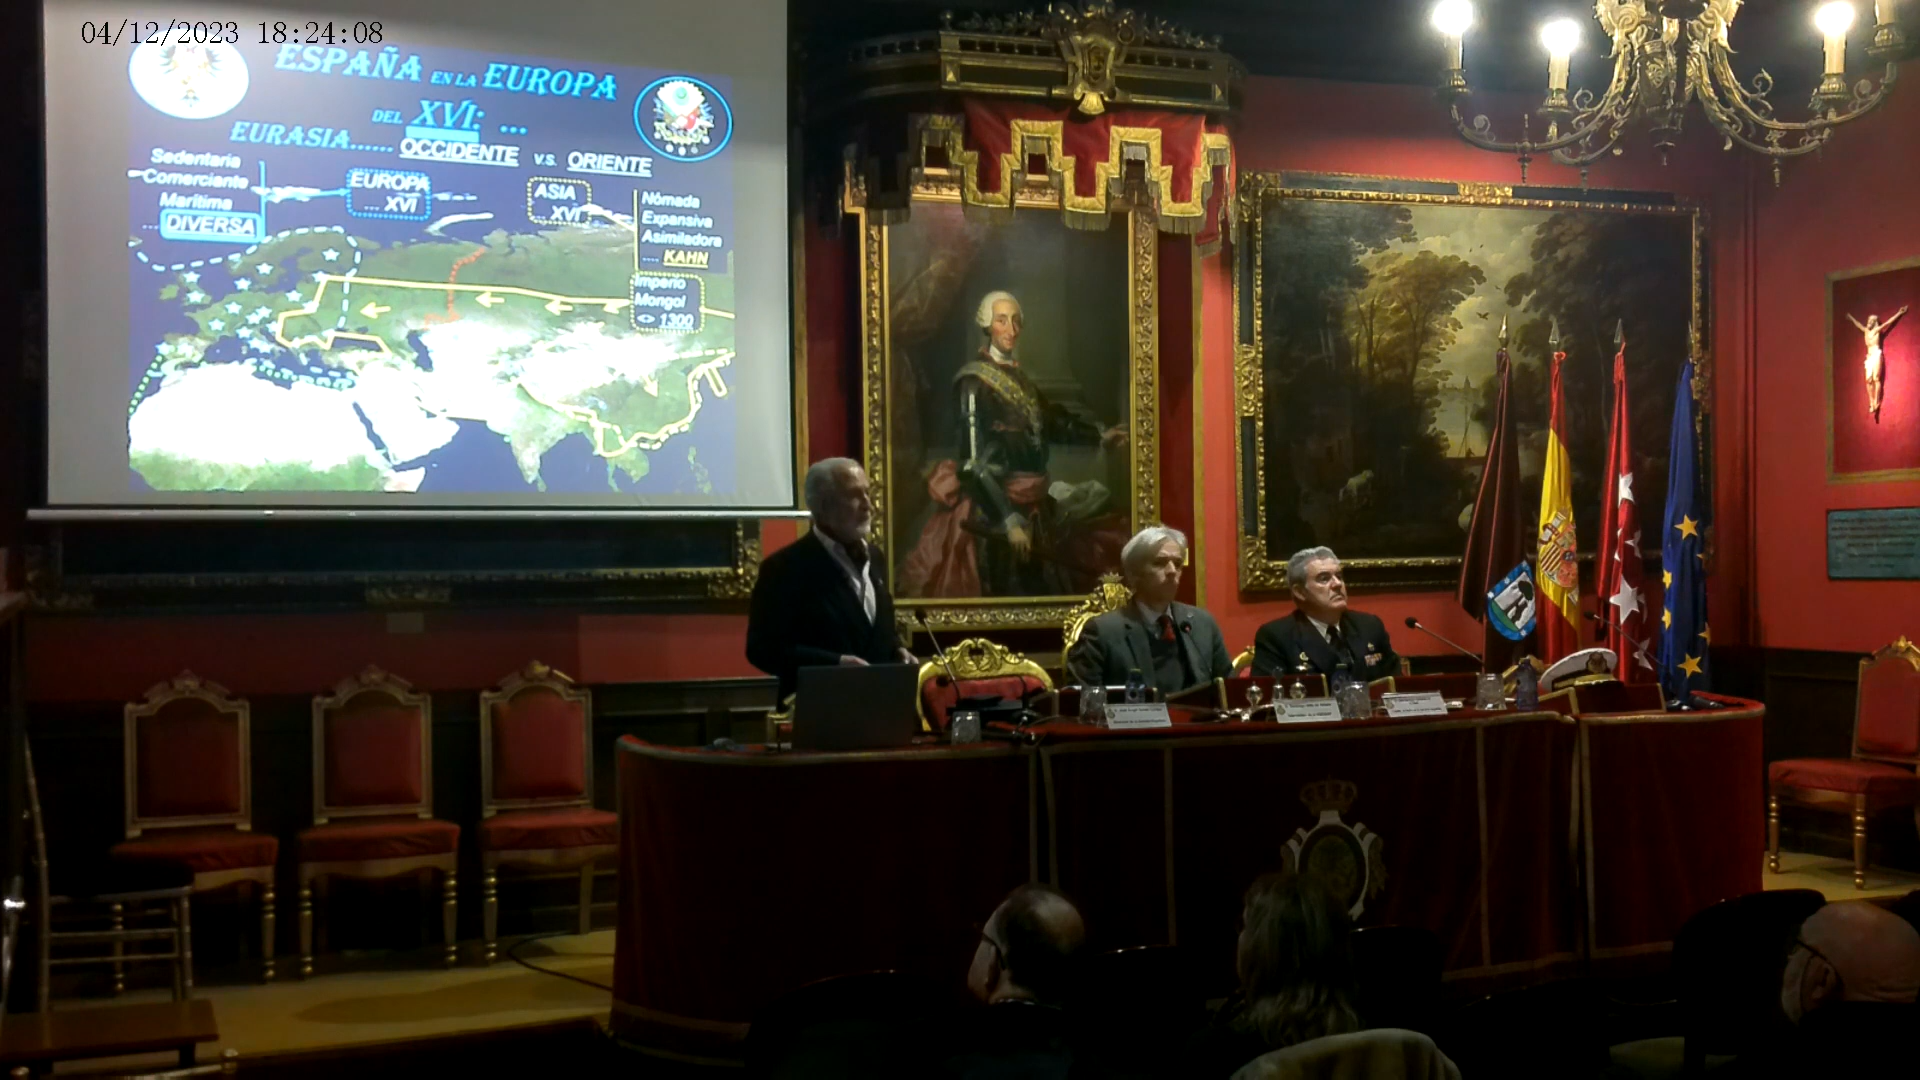 04/12/2023 18:24:08
ESPAÑA EN LA EUROPA
DEL XVI: ...
EURASIA...... OCCIDENTE V.S. ORIENTE
Sedentaria
Comerciante
Marítima
... DIVERSA
EUROPA
... XVI
ASIA
... XVI
Nómada
Expansiva
Asimiladora
.... KAHN
Imperio
Mongol
<> 1300